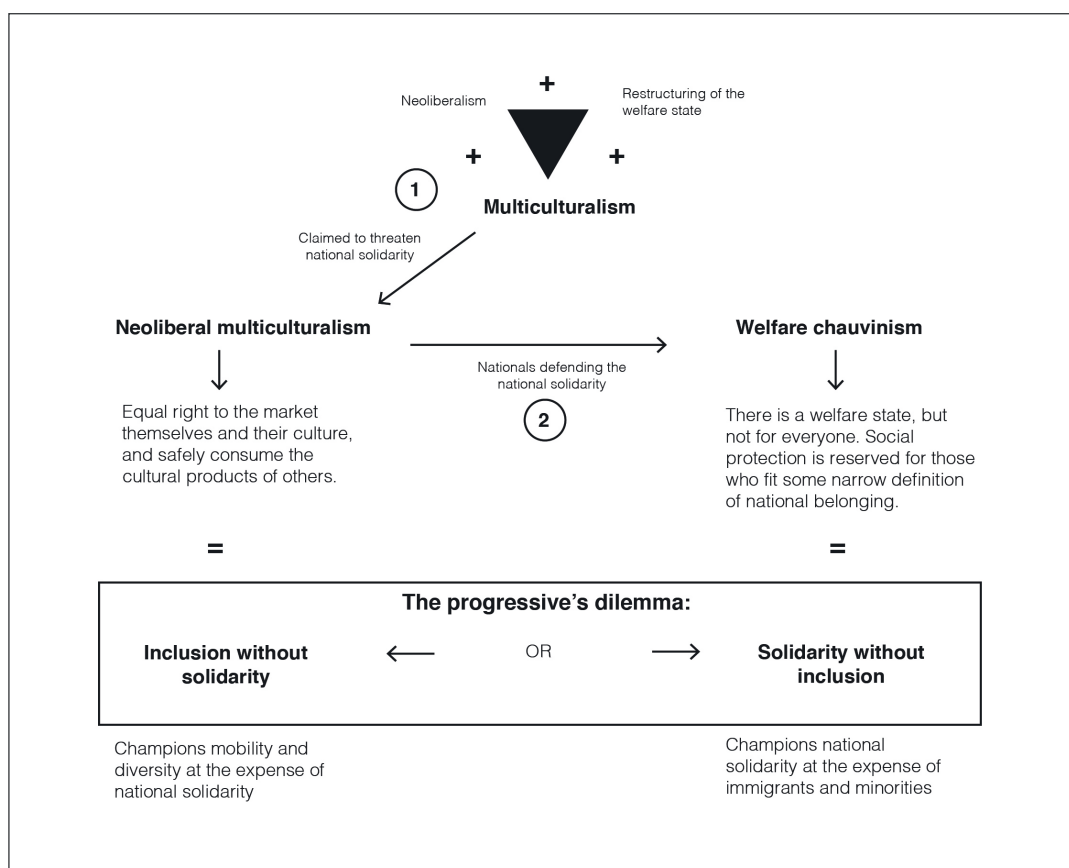 +
Neoliberalism
Restructuring of the
welfare state
+
+
1
Multiculturalism
Claimed to threaten
national solidarity
Neoliberal multiculturalism
Welfare chauvinism
Nationals defending the
national solidarity
2
Equal right to the market
themselves and their culture,
and safely consume the
cultural products of others.
There is a welfare state, but
not for everyone. Social
protection is reserved for those
who fit some narrow definition
of national belonging.
=
=
The progressive’s dilemma:
Inclusion without
solidarity
OR
Solidarity without
inclusion
Champions mobility and
diversity at the expense of
national solidarity
Champions national
solidarity at the expense of
immigrants and minorities